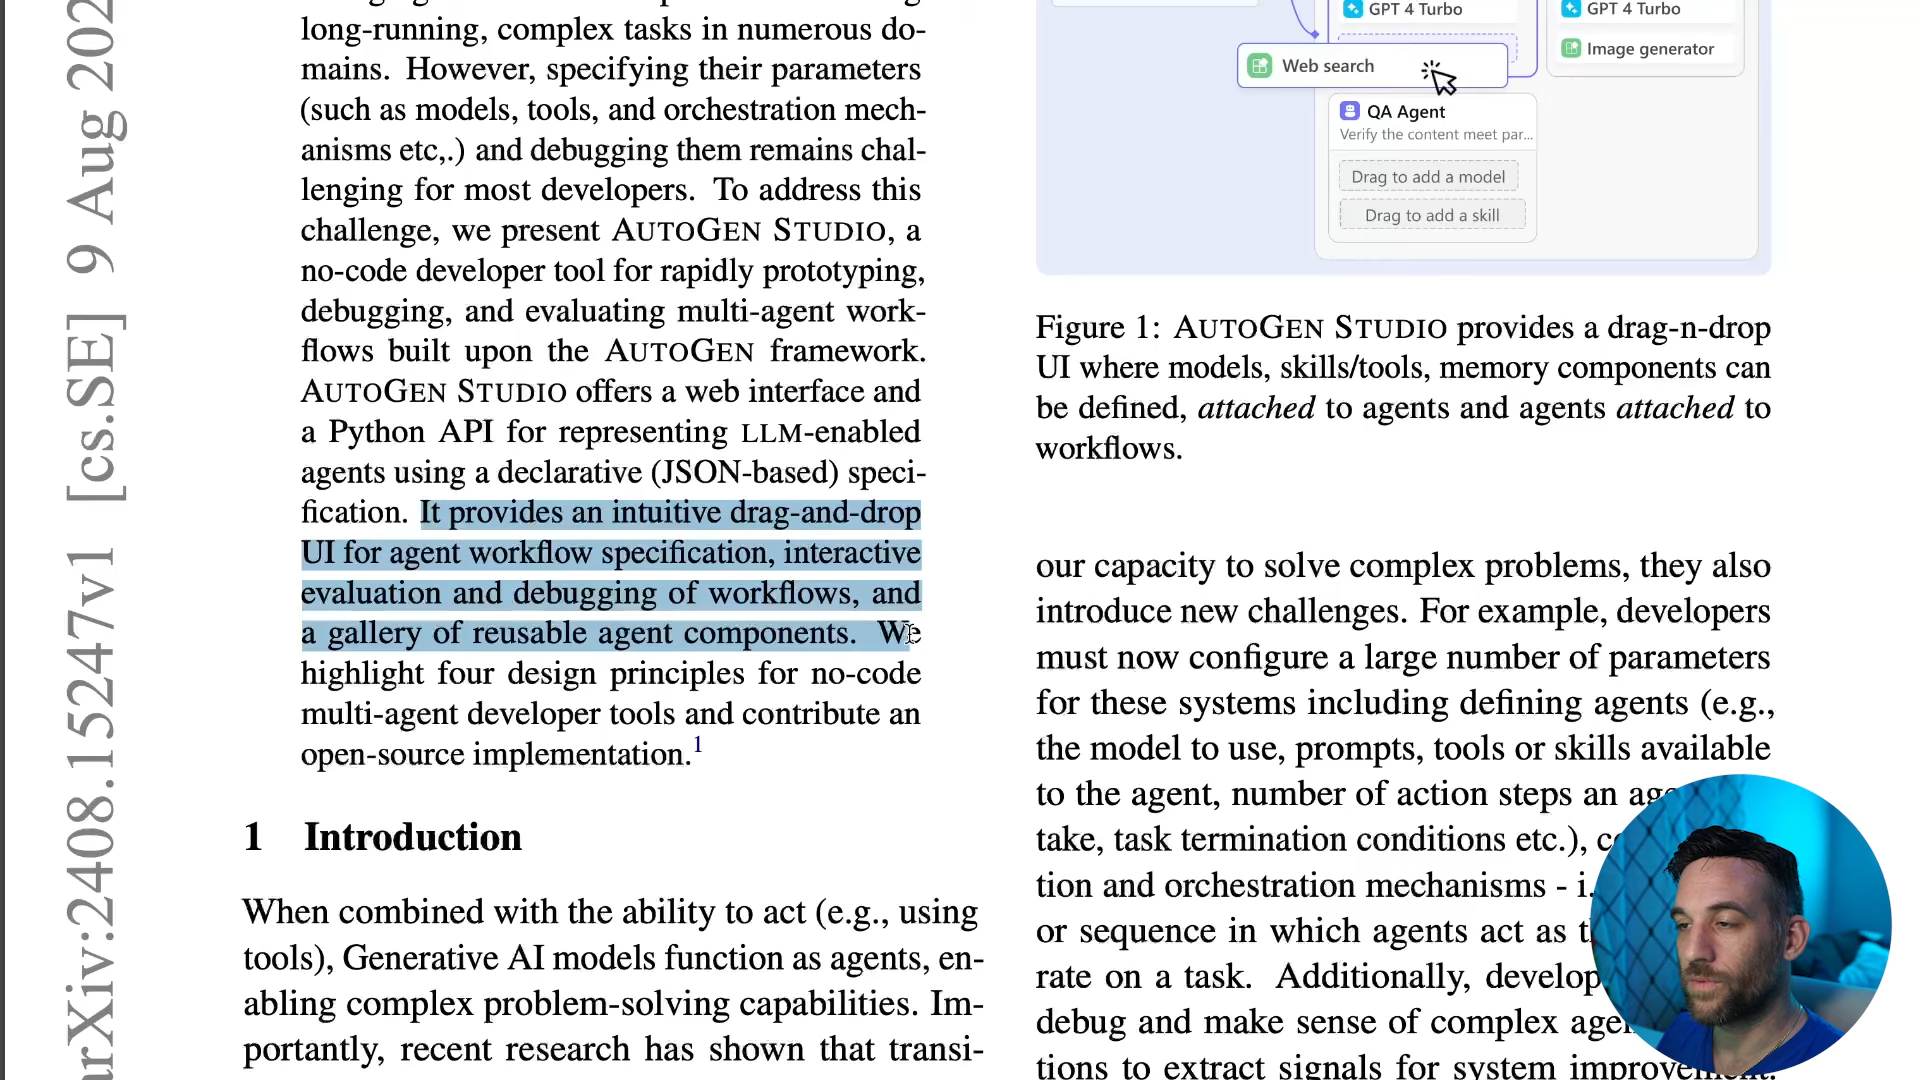 long-running, complex tasks in numerous do-
mains. However, specifying their parameters
(such as models, tools, and orchestration mech-
anisms etc,.) and debugging them remains chal-
lenging for most developers. To address this
challenge, we present AUTOGEN STUDIO, a
no-code developer tool for rapidly prototyping,
debugging, and evaluating multi-agent work-
flows built upon the AUTOGEN framework.
AUTOGEN STUDIO offers a web interface and
a Python API for representing LLM-enabled
agents using a declarative (JSON-based) speci-
fication. It provides an intuitive drag-and-drop
UI for agent workflow specification, interactive
evaluation and debugging of workflows, and
a gallery of reusable agent components. We
highlight four design principles for no-code
multi-agent developer tools and contribute an
open-source implementation.1
1 Introduction
When combined with the ability to act (e.g., using
tools), Generative AI models function as agents, en-
abling complex problem-solving capabilities. Im-
portantly, recent research has shown that transi-
GPT 4 Turbo
GPT 4 Turbo
Image generator
Web search
QA Agent
Verify the content meet par...
Drag to add a model
Drag to add a skill
Figure 1: AUTOGEN STUDIO provides a drag-n-drop
UI where models, skills/tools, memory components can
be defined, attached to agents and agents attached to
workflows.
our capacity to solve complex problems, they also
introduce new challenges. For example, developers
must now configure a large number of parameters
for these systems including defining agents (e.g.,
the model to use, prompts, tools or skills available
to the agent, number of action steps an
take, task termination conditions etc.),
tion and orchestration mechanisms - i.
or sequence in which agents act as
rate on a task. Additionally,
debug and make sense of complex
tions to extract signals for system improvement.
arXiv:2408.15247v1 [cs.SE] 9 Aug 202